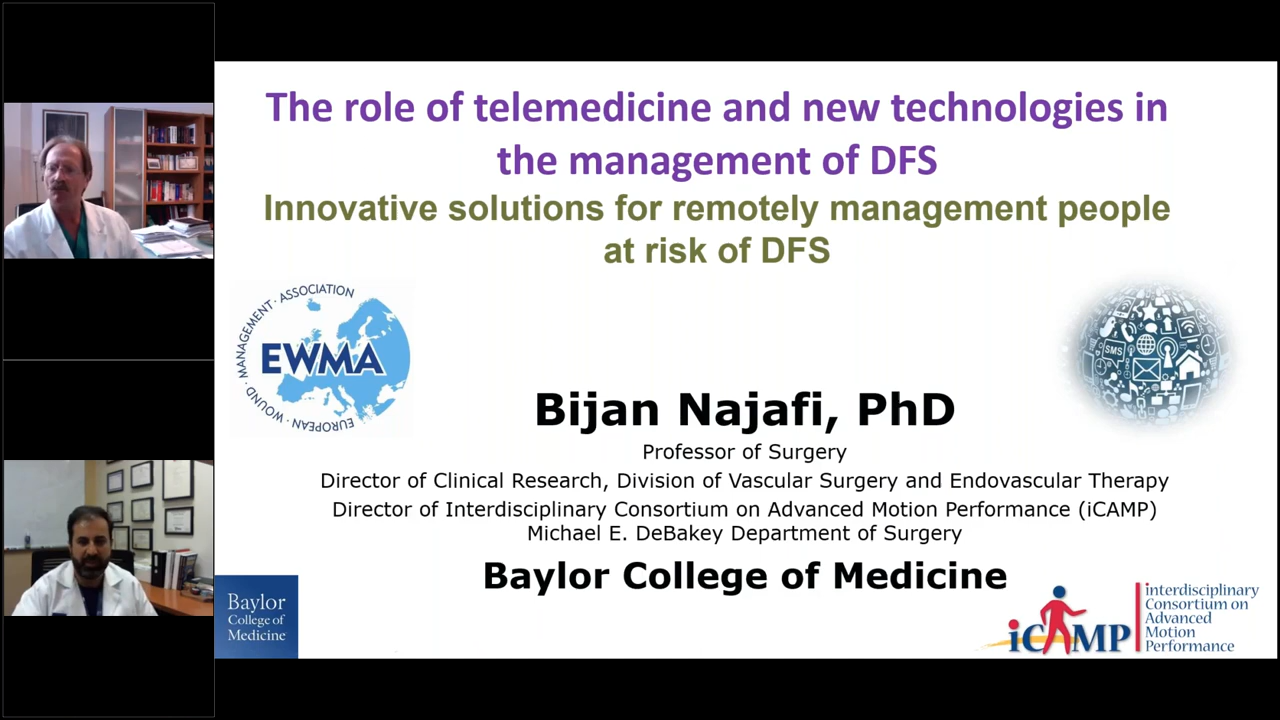 The role of telemedicine and new technologies in
the management of DFS
Innovative solutions for remotely management people
at risk of DFS
EUROPEAN · WOUND · MANAGEMENT · ASSOCIATION
EWMA
SMS
Bijan Najafi, PhD
Professor of Surgery
Director of Clinical Research, Division of Vascular Surgery and Endovascular Therapy
Director of Interdisciplinary Consortium on Advanced Motion Performance (iCAMP)
Michael E. DeBakey Department of Surgery
Baylor College of Medicine
Baylor
College of
Medicine
iCAMP
interdisciplinary
Consortium on
Advanced
Motion
Performance